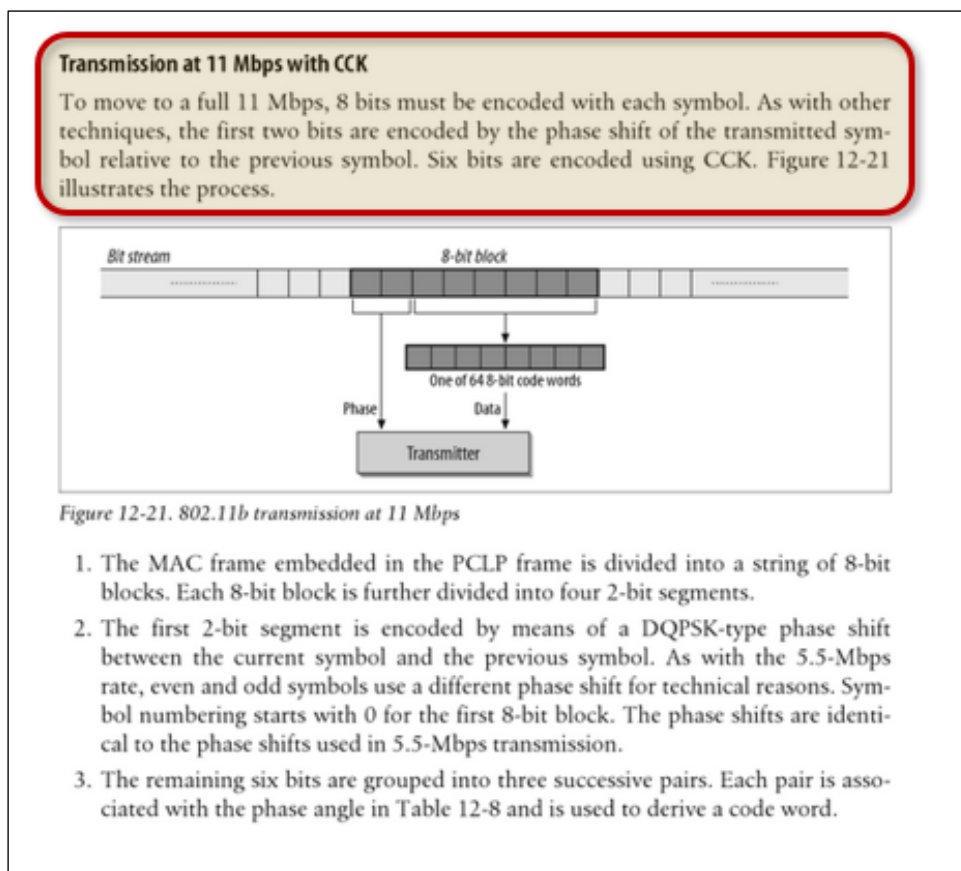 Transmission at 11 Mbps with CCK
To move to a full 11 Mbps, 8 bits must be encoded with each symbol. As with other
techniques, the first two bits are encoded by the phase shift of the transmitted sym-
bol relative to the previous symbol. Six bits are encoded using CCK. Figure 12-21
illustrates the process.
Bit stream
8-bit block
One of 64 8-bit code words
Phase
Data
Transmitter
Figure 12-21. 802.11b transmission at 11 Mbps
1. The MAC frame embedded in the PCLP frame is divided into a string of 8-bit
blocks. Each 8-bit block is further divided into four 2-bit segments.
2. The first 2-bit segment is encoded by means of a DQPSK-type phase shift
between the current symbol and the previous symbol. As with the 5.5-Mbps
rate, even and odd symbols use a different phase shift for technical reasons. Sym-
bol numbering starts with 0 for the first 8-bit block. The phase shifts are identi-
cal to the phase shifts used in 5.5-Mbps transmission.
3. The remaining six bits are grouped into three successive pairs. Each pair is asso-
ciated with the phase angle in Table 12-8 and is used to derive a code word.